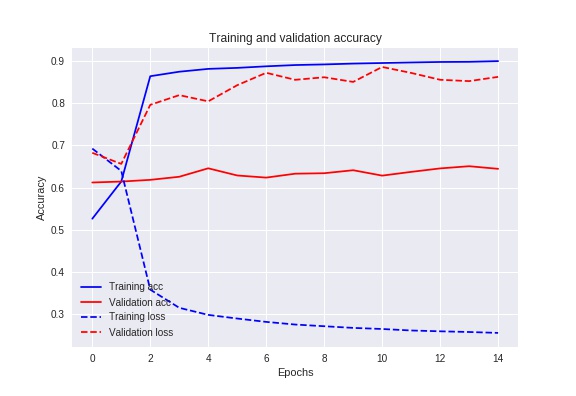 Training and validation accuracy
0.9
0.8
0.7
0.6
0.5
0.4
0.3
Accuracy
Training acc
Validation acc
Training loss
Validation loss
0 2 4 6 8 10 12 14
Epochs